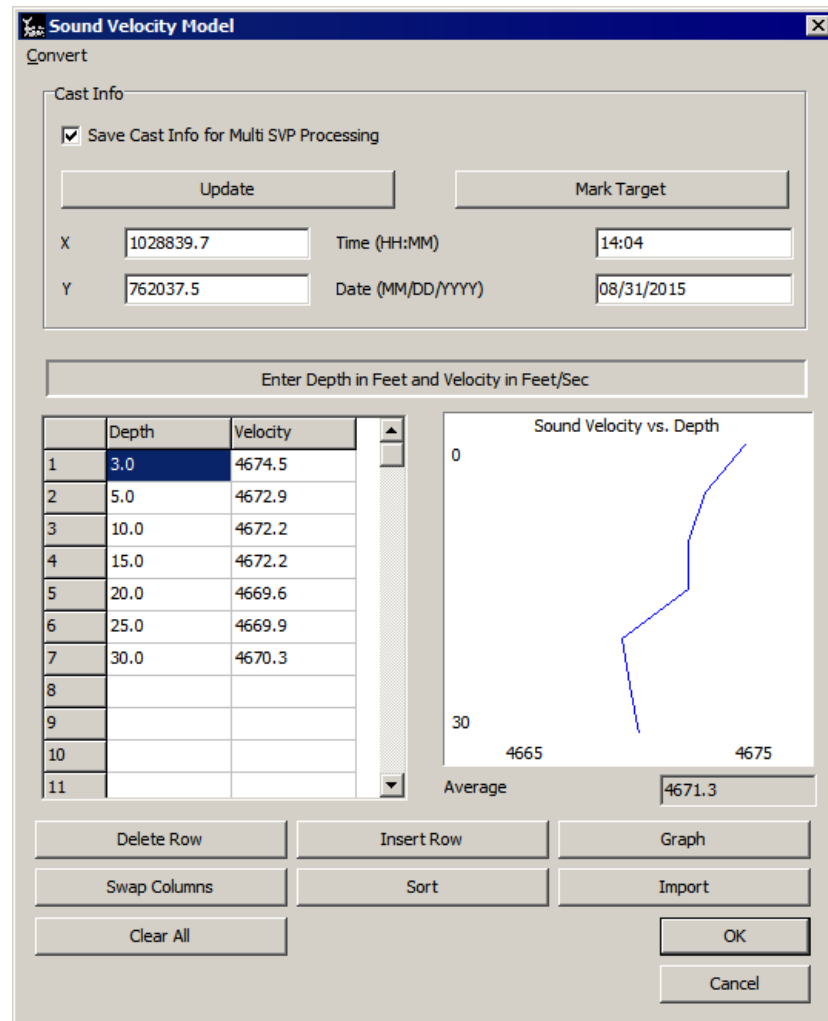 Sound Velocity Model
Convert
Cast Info
Save Cast Info for Multi SVP Processing
Update Mark Target
X 1028839.7 Time (HH:MM) 14:04
Y 762037.5 Date (MM/DD/YYYY) 08/31/2015
Enter Depth in Feet and Velocity in Feet/Sec
Depth Velocity
1 3.0 4674.5
2 5.0 4672.9
3 10.0 4672.2
4 15.0 4672.2
5 20.0 4669.6
6 25.0 4669.9
7 30.0 4670.3
8
9
10
11
Sound Velocity vs. Depth
0
30
4665 4675
Average 4671.3
Delete Row Insert Row Graph
Swap Columns Sort Import
Clear All OK
Cancel